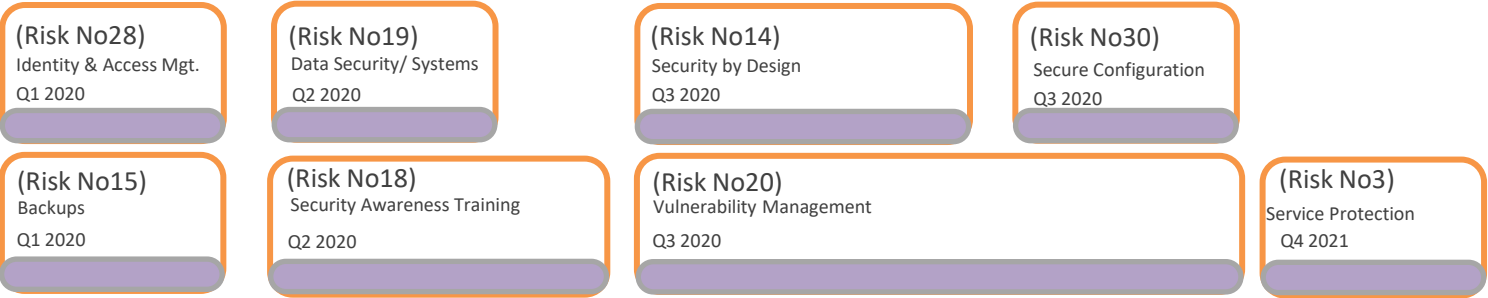 (Risk No28)
Identity & Access Mgt.
Q1 2020
(Risk No19)
Data Security/ Systems
Q2 2020
(Risk No14)
Security by Design
Q3 2020
(Risk No30)
Secure Configuration
Q3 2020
(Risk No15)
Backups
Q1 2020
(Risk No18)
Security Awareness Training
Q2 2020
(Risk No20)
Vulnerability Management
Q3 2020
(Risk No3)
Service Protection
Q4 2021